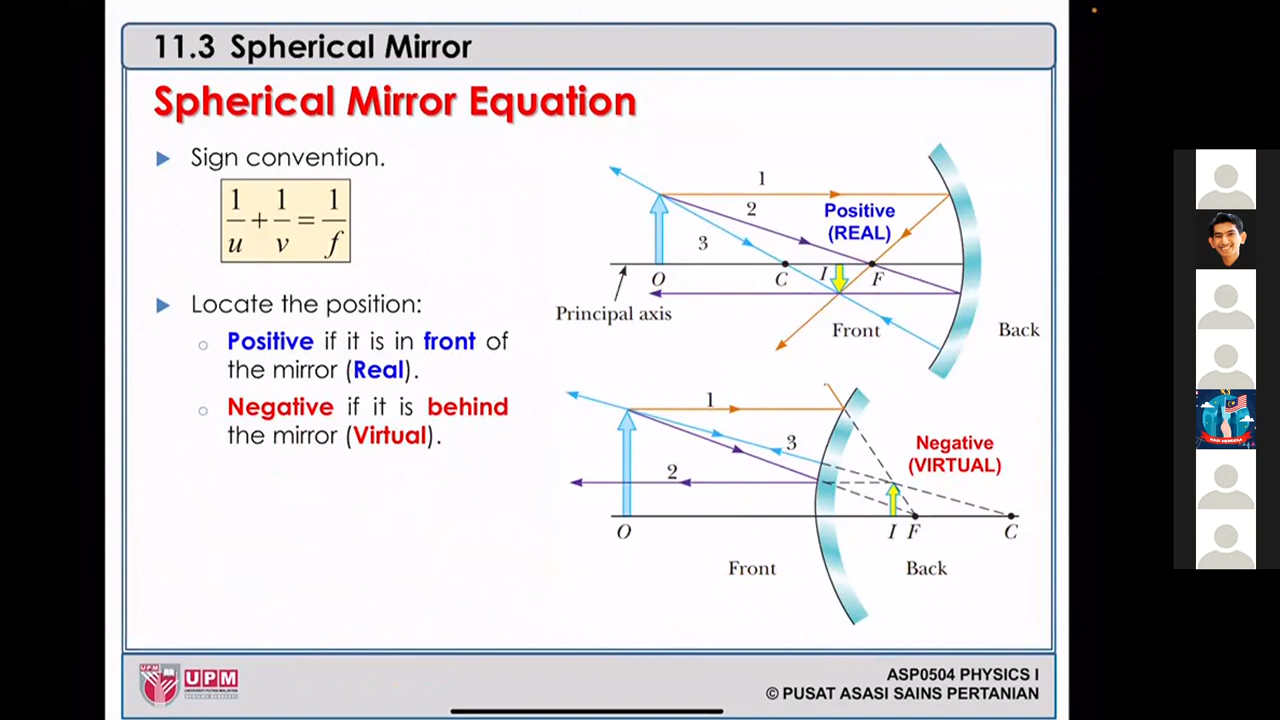 11.3 Spherical Mirror
Spherical Mirror Equation
Sign convention.
1/u + 1/v = 1/f
Locate the position:
Positive if it is in front of
the mirror (Real).
Negative if it is behind
the mirror (Virtual).
1
2
Positive
(REAL)
3
O
C
I
F
Principal axis
Front
Back
1
3
Negative
(VIRTUAL)
2
O
I
F
C
Front
Back
UPM
UPM
ASP0504 PHYSICS I
© PUSAT ASASI SAINS PERTANIAN